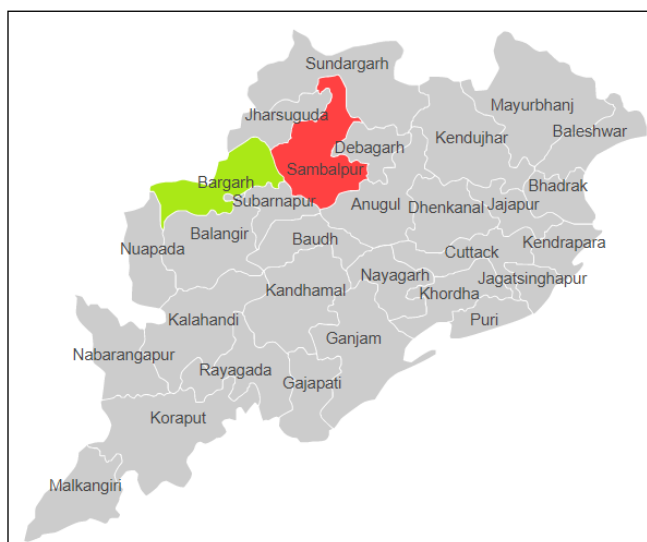 Sundargarh
Mayurbhanj
Jharsuguda
Kendujhar
Baleshwar
Debagarh
Sambalpur
Bargarh
Bhadrak
Subarnapur
Anugul
Dhenkanal
Jajapur
Balangir
Baudh
Nuapada
Cuttack
Kendrapara
Nayagarh
Jagatsinghapur
Kandhamal
Khordha
Kalahandi
Puri
Ganjam
Nabarangapur
Rayagada
Gajapati
Koraput
Malkangiri